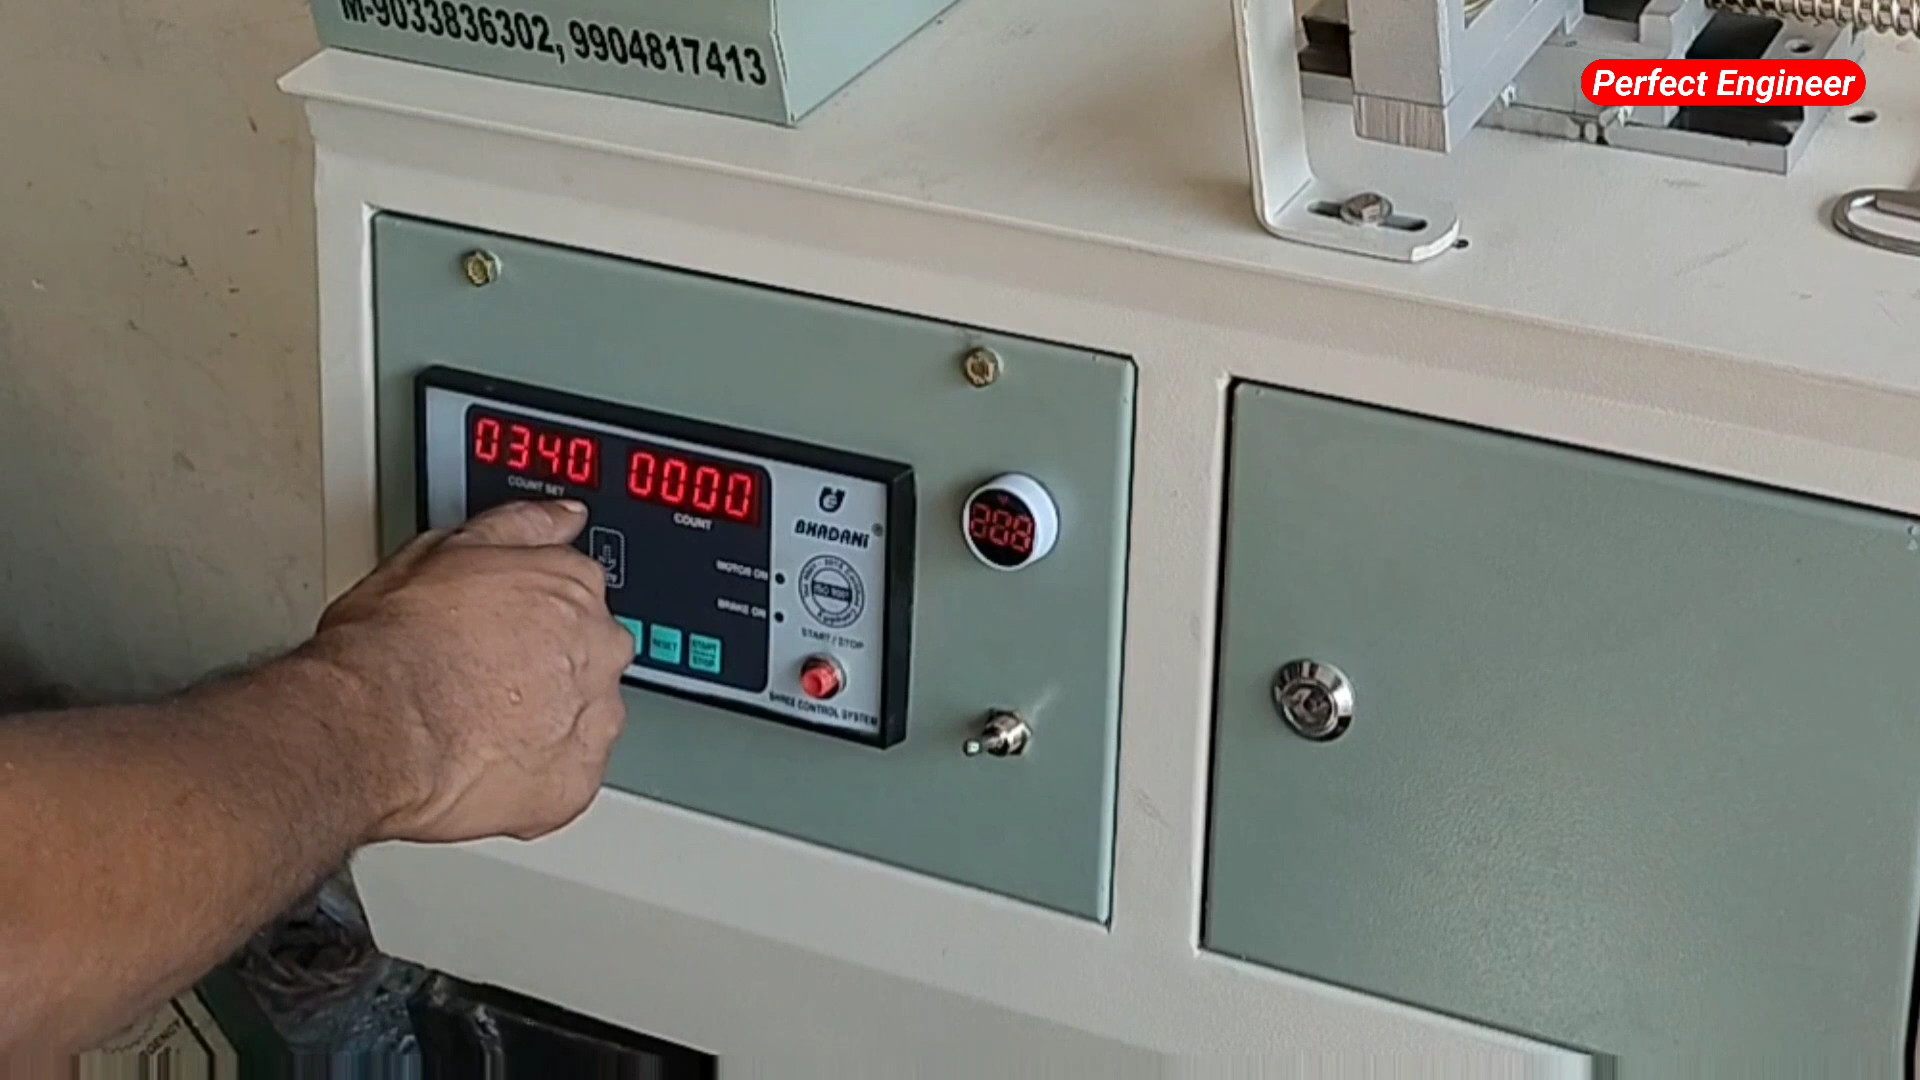 M-9033836302, 9904817413
Perfect Engineer
0340 0000
COUNT SET
COUNT
BHADANI®
MOTOR ON
BRAKE ON
START / STOP
RESET
START
STOP
SHREE CONTROL SYSTEM